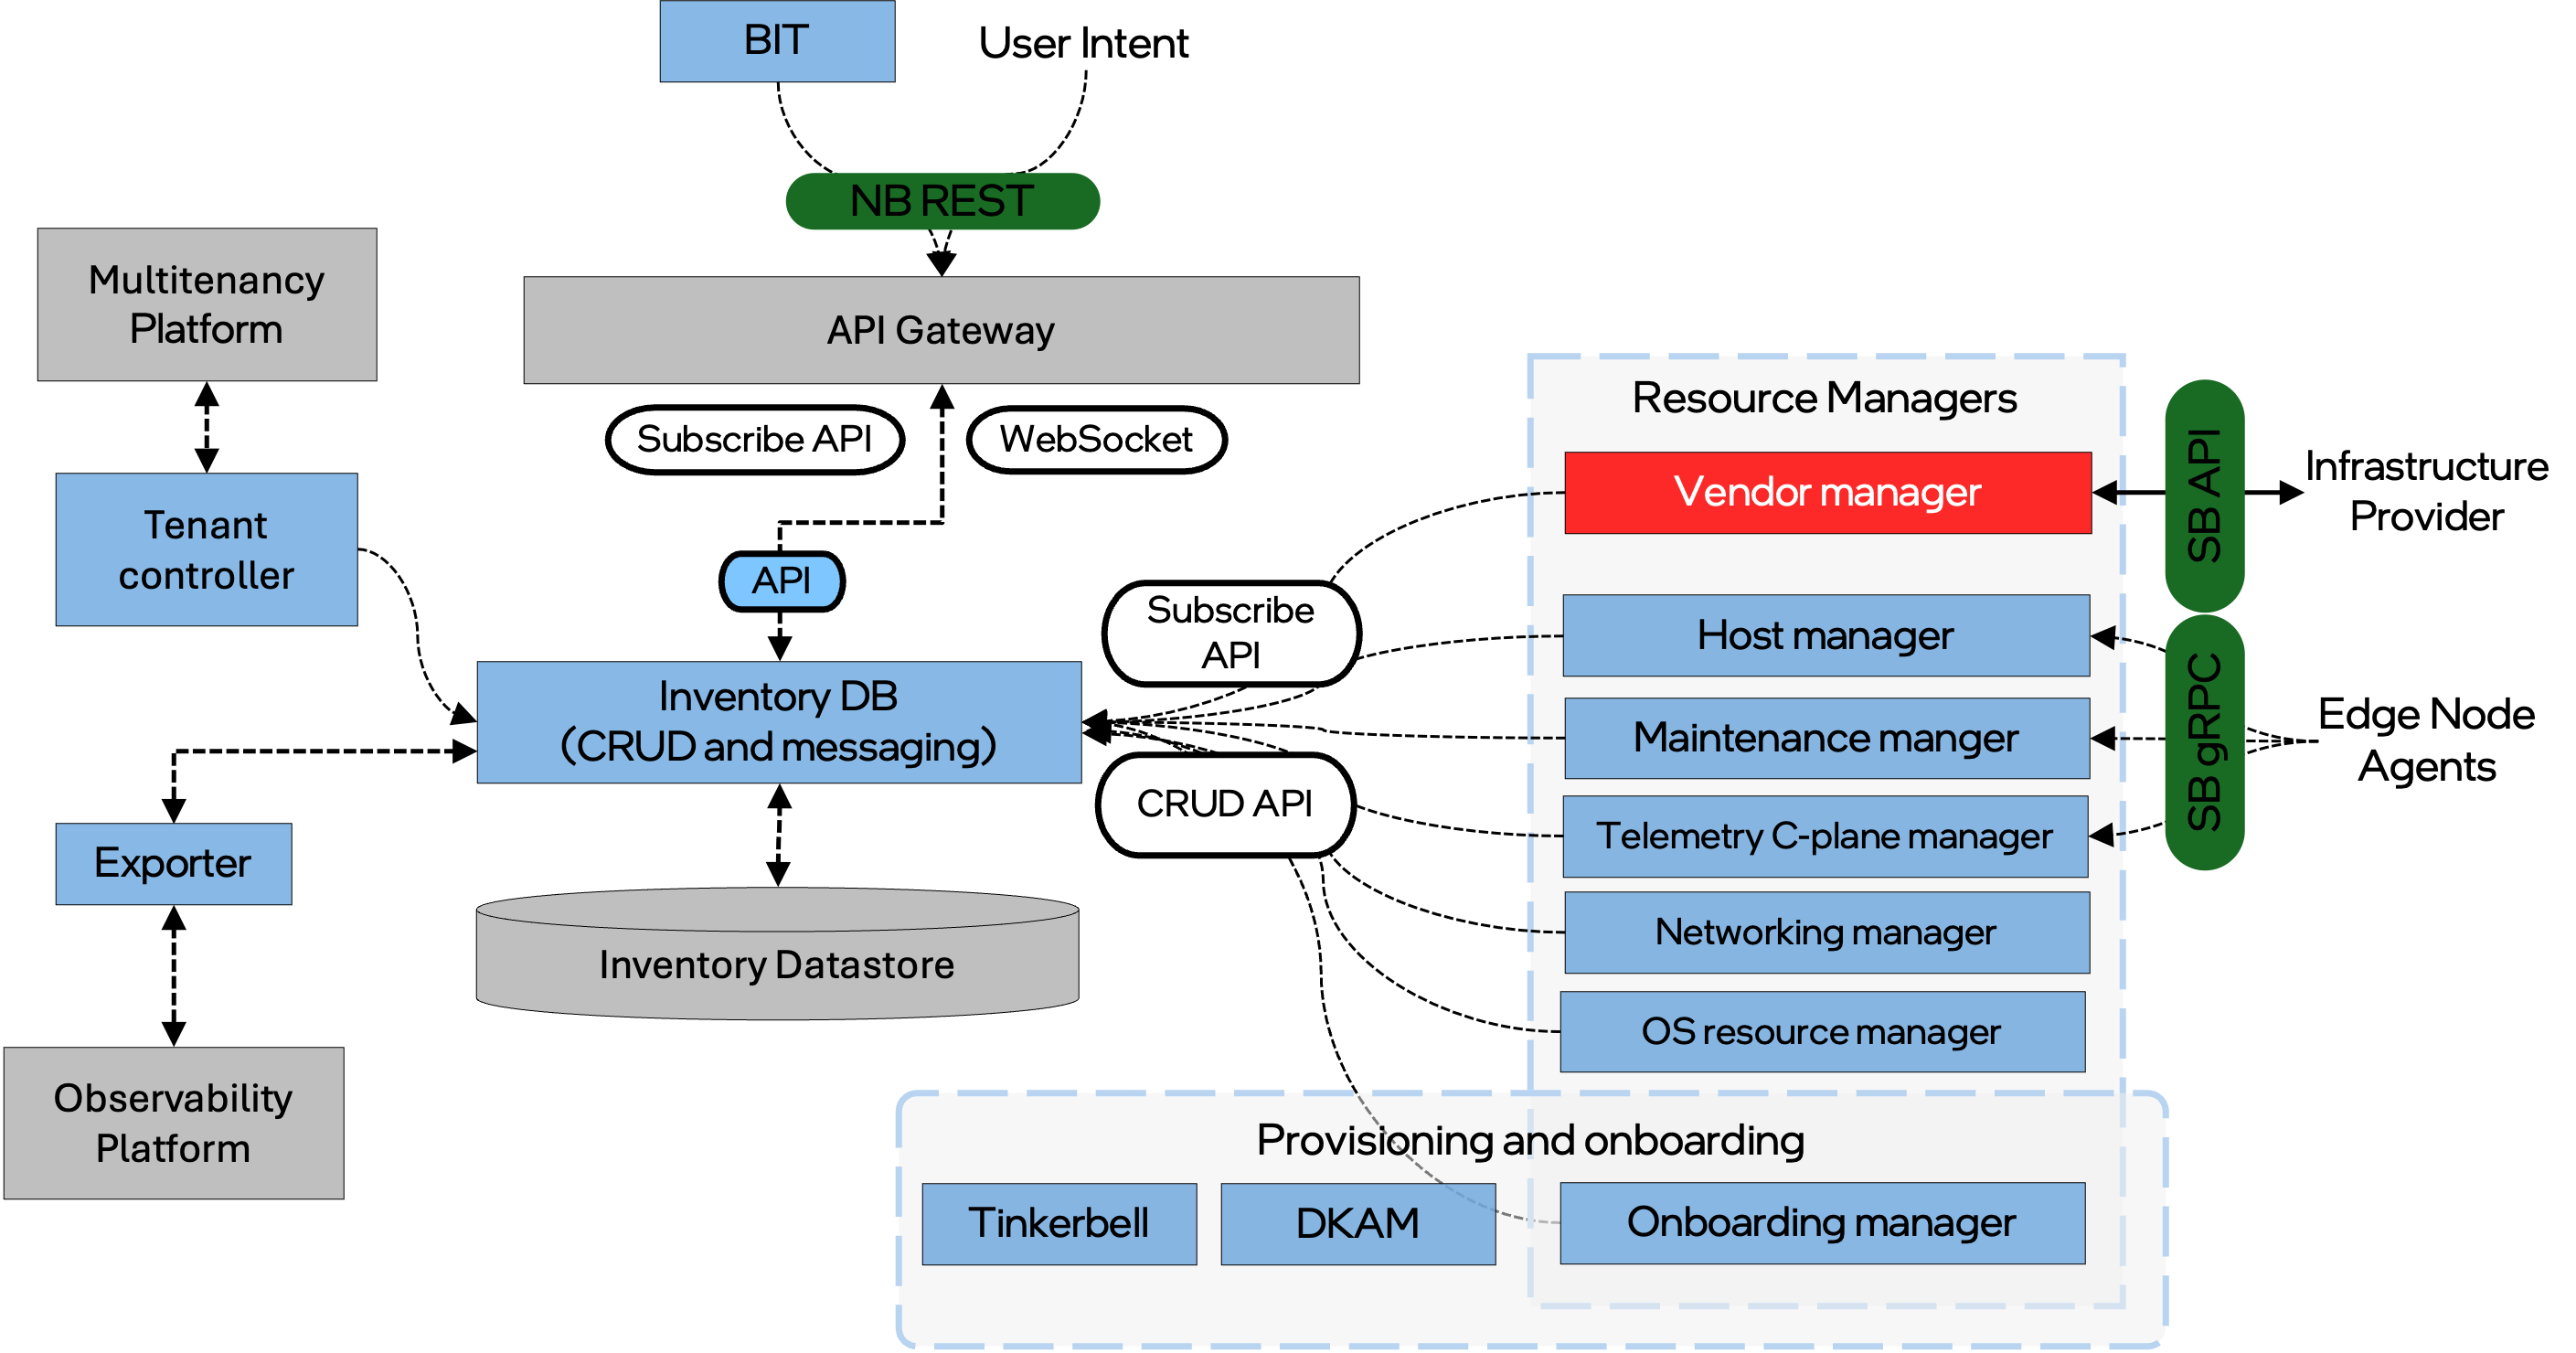 BIT
User Intent
NB REST
Multitenancy
Platform
API Gateway
Subscribe API
WebSocket
Tenant
controller
API
Inventory DB
(CRUD and messaging)
Exporter
Inventory Datastore
Observability
Platform
Subscribe
API
CRUD API
Resource Managers
Vendor manager
Host manager
Maintenance manger
Telemetry C-plane manager
Networking manager
OS resource manager
SB API
Infrastructure
Provider
SB gRPC
Edge Node
Agents
Provisioning and onboarding
Tinkerbell
DKAM
Onboarding manager